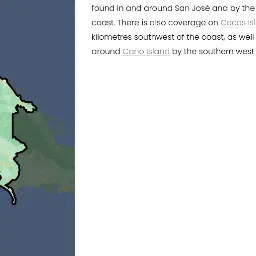 found in and around San José and by the
coast. There is also coverage on Cocos Isl
kilometres southwest of the coast, as well
around Cano Island by the southern west